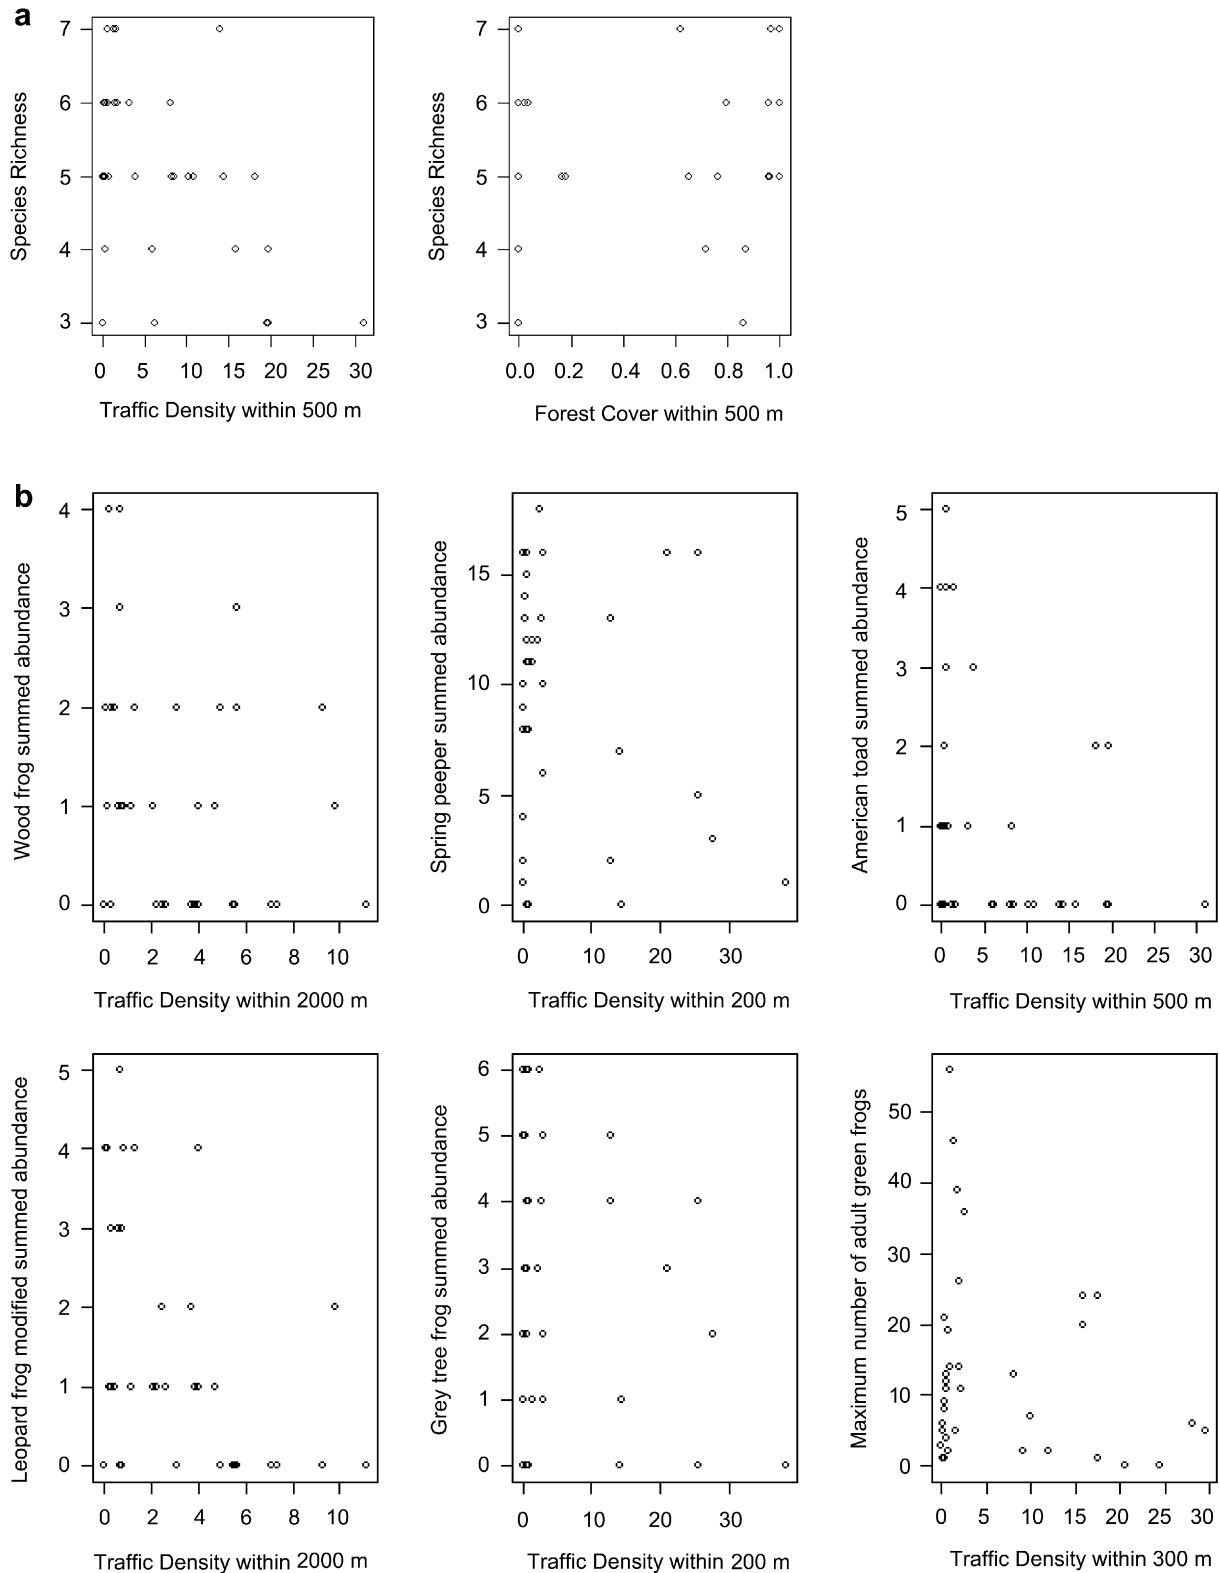 a
7
6
5
4
3
Species Richness
0 5 10 15 20 25 30
Traffic Density within 500 m
7
6
5
4
3
Species Richness
0.0 0.2 0.4 0.6 0.8 1.0
Forest Cover within 500 m
b
4
3
2
1
0
Wood frog summed abundance
0 2 4 6 8 10
Traffic Density within 2000 m
15
10
5
0
Spring peeper summed abundance
0 10 20 30
Traffic Density within 200 m
5
4
3
2
1
0
American toad summed abundance
0 5 10 15 20 25 30
Traffic Density within 500 m
5
4
3
2
1
0
Leopard frog modified summed abundance
0 2 4 6 8 10
Traffic Density within 2000 m
6
5
4
3
2
1
0
Grey tree frog summed abundance
0 10 20 30
Traffic Density within 200 m
50
40
30
20
10
0
Maximum number of adult green frogs
0 5 10 15 20 25 30
Traffic Density within 300 m